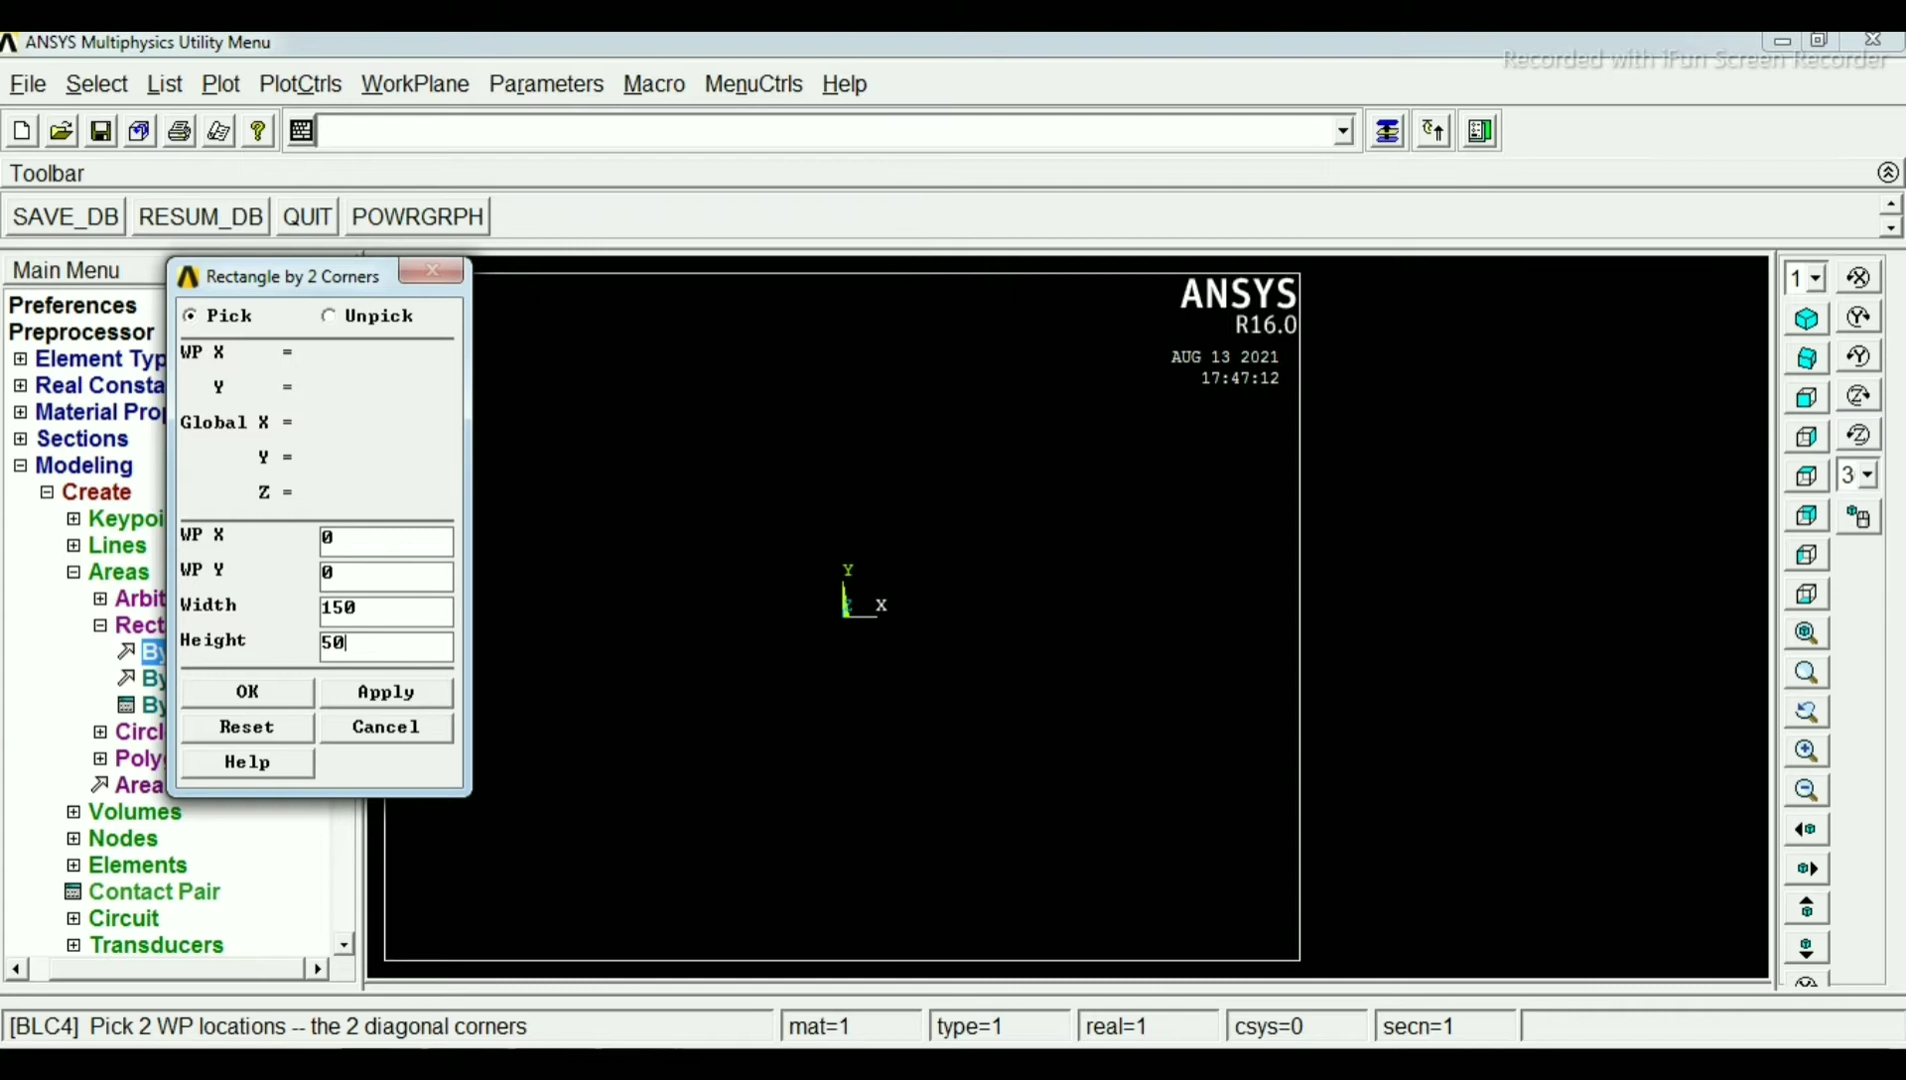 ANSYS Multiphysics Utility Menu
Recorded with iFun Screen Recorder
File Select List Plot PlotCtrls WorkPlane Parameters Macro MenuCtrls Help
Toolbar
SAVE_DB RESUM_DB QUIT POWRGRPH
Main Menu
Preferences
Preprocessor
Element Typ
Real Consta
Material Pro
Sections
Modeling
Create
Keypoi
Lines
Areas
Arbit
Recta
By
By
By
Circl
Polyg
Area
Volumes
Nodes
Elements
Contact Pair
Circuit
Transducers
Rectangle by 2 Corners
Pick Unpick
WP X =
Y =
Global X =
Y =
Z =
WP X 0
WP Y 0
Width 150
Height 50
OK Apply
Reset Cancel
Help
ANSYS
R16.0
AUG 13 2021
17:47:12
Y
Z X
1
3
[BLC4] Pick 2 WP locations -- the 2 diagonal corners mat=1 type=1 real=1 csys=0 secn=1